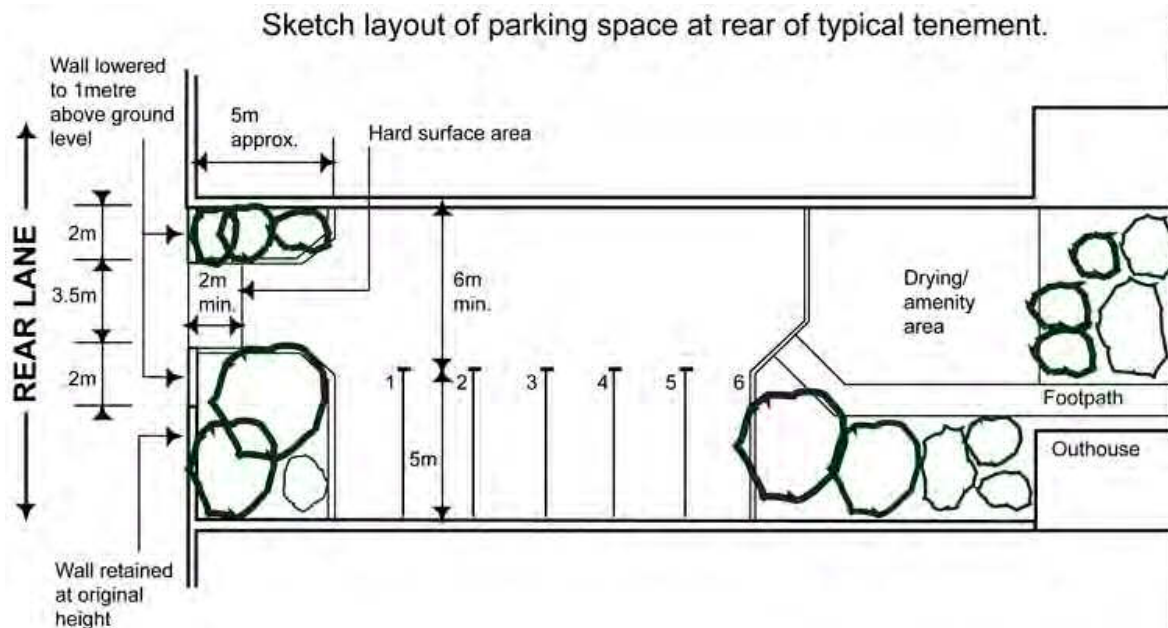 Sketch layout of parking space at rear of typical tenement.
Wall lowered
to 1metre
above ground
level
5m
approx.
Hard surface area
REAR LANE
2m
3.5m
2m
2m
min.
6m
min.
Drying/
amenity
area
1
2
3
4
5
6
5m
Footpath
Outhouse
Wall retained
at original
height